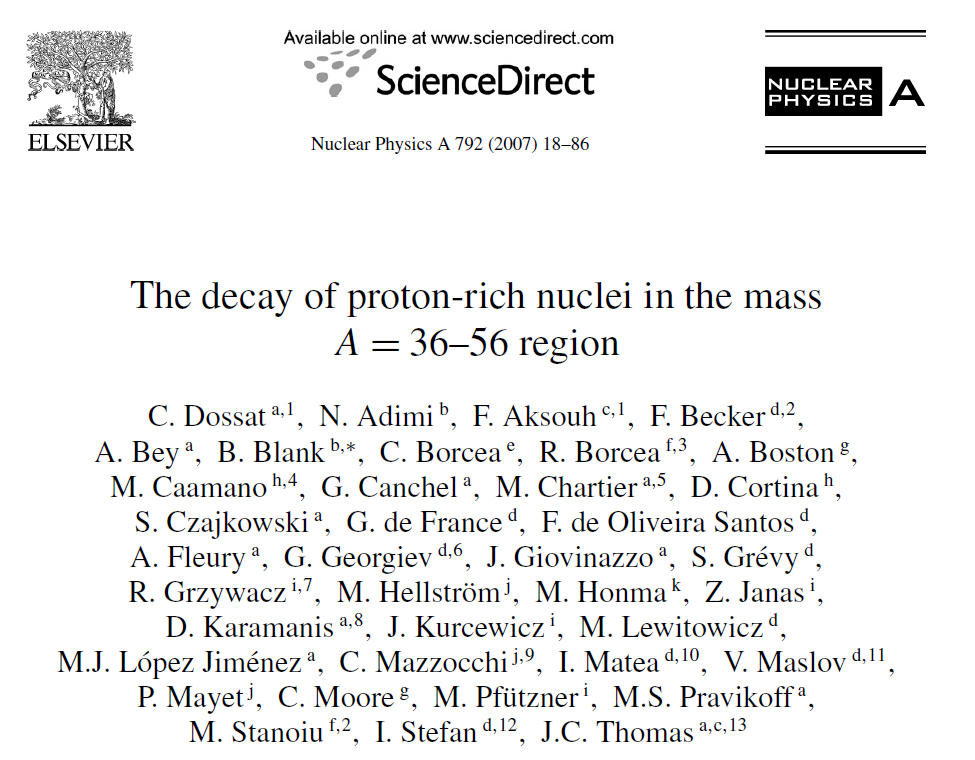 Available online at www.sciencedirect.com
ScienceDirect
ELSEVIER
NUCLEAR
PHYSICS A
Nuclear Physics A 792 (2007) 18–86
The decay of proton-rich nuclei in the mass
A = 36–56 region
C. Dossat a,1, N. Adimi b, F. Aksouh c,1, F. Becker d,2,
A. Bey a, B. Blank b,∗, C. Borcea e, R. Borcea f,3, A. Boston g,
M. Caamano h,4, G. Canchel a, M. Chartier a,5, D. Cortina h,
S. Czajkowski a, G. de France d, F. de Oliveira Santos d,
A. Fleury a, G. Georgiev d,6, J. Giovinazzo a, S. Grévy d,
R. Grzywacz i,7, M. Hellström j, M. Honma k, Z. Janas i,
D. Karamanis a,8, J. Kurcewicz i, M. Lewitowicz d,
M.J. López Jiménez a, C. Mazzocchi j,9, I. Matea d,10, V. Maslov d,11,
P. Mayet j, C. Moore g, M. Pfützner i, M.S. Pravikoff a,
M. Stanoiu f,2, I. Stefan d,12, J.C. Thomas a,c,13